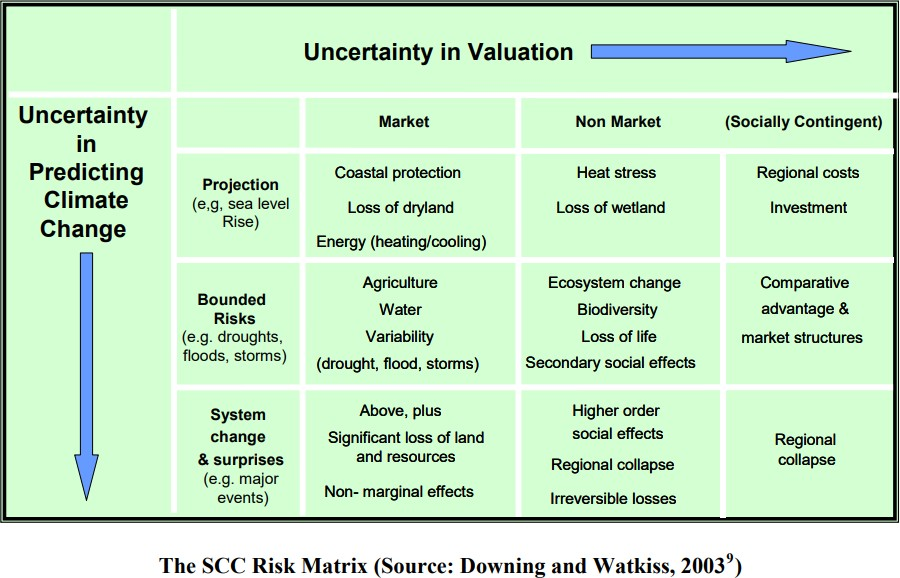 Uncertainty in Valuation
Uncertainty
in
Predicting
Climate
Change
Market
Non Market
(Socially Contingent)
Projection
(e,g, sea level
Rise)
Coastal protection
Loss of dryland
Energy (heating/cooling)
Heat stress
Loss of wetland
Regional costs
Investment
Bounded
Risks
(e.g. droughts,
floods, storms)
Agriculture
Water
Variability
(drought, flood, storms)
Ecosystem change
Biodiversity
Loss of life
Secondary social effects
Comparative
advantage &
market structures
System
change
& surprises
(e.g. major
events)
Above, plus
Significant loss of land
and resources
Non- marginal effects
Higher order
social effects
Regional collapse
Irreversible losses
Regional
collapse
The SCC Risk Matrix (Source: Downing and Watkiss, 2003⁹)